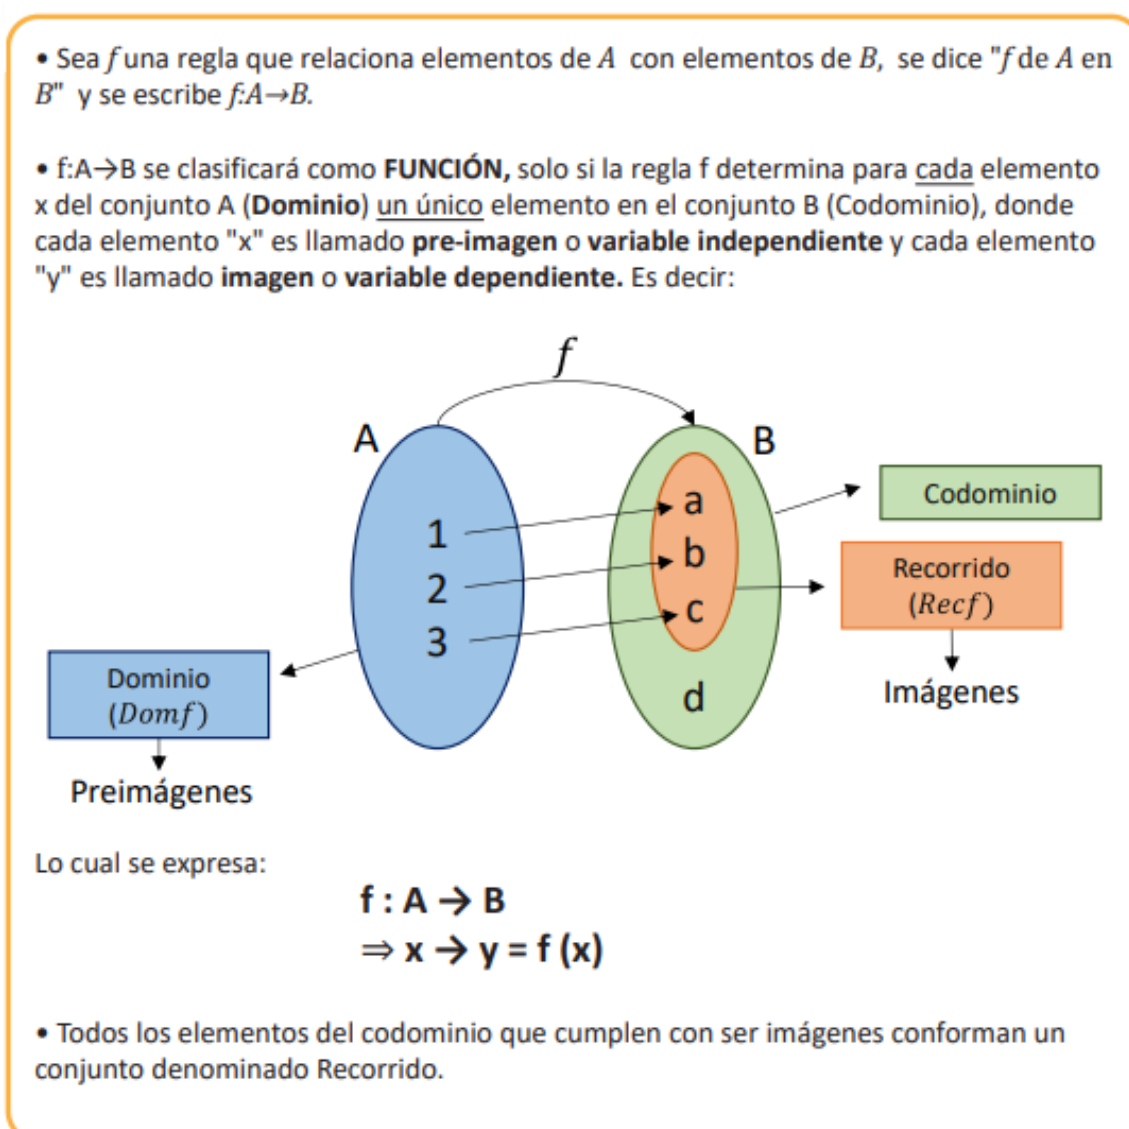 • Sea f una regla que relaciona elementos de A con elementos de B, se dice "f de A en
B" y se escribe f:A→B.
• f:A→B se clasificará como FUNCIÓN, solo si la regla f determina para cada elemento
x del conjunto A (Dominio) un único elemento en el conjunto B (Codominio), donde
cada elemento "x" es llamado pre-imagen o variable independiente y cada elemento
"y" es llamado imagen o variable dependiente. Es decir:
f
A
B
1
2
3
a
b
c
d
Codominio
Recorrido
(Recf)
Imágenes
Dominio
(Domf)
Preimágenes
Lo cual se expresa:
f : A → B
⇒ x → y = f (x)
• Todos los elementos del codominio que cumplen con ser imágenes conforman un
conjunto denominado Recorrido.